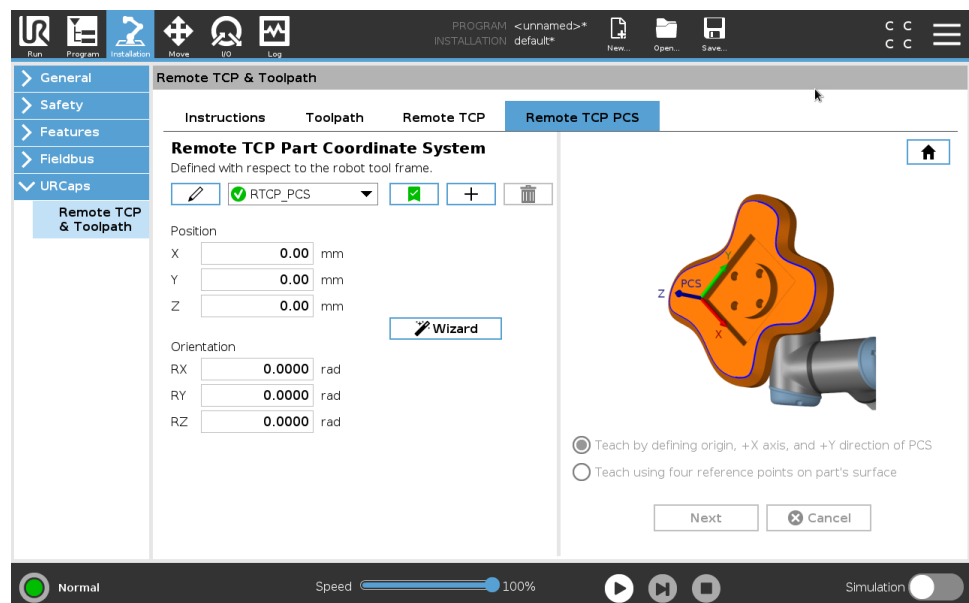 PROGRAM <unnamed>*
INSTALLATION default*
Run Program Installation Move I/O Log New... Open... Save...
C C
C C
General
Safety
Features
Fieldbus
URCaps
Remote TCP
& Toolpath
Remote TCP & Toolpath
Instructions Toolpath Remote TCP Remote TCP PCS
Remote TCP Part Coordinate System
Defined with respect to the robot tool frame.
RTCP_PCS
Position
X 0.00 mm
Y 0.00 mm
Z 0.00 mm
Wizard
Orientation
RX 0.0000 rad
RY 0.0000 rad
RZ 0.0000 rad
Y
PCS
Z
X
Teach by defining origin, +X axis, and +Y direction of PCS
Teach using four reference points on part's surface
Next Cancel
Normal Speed 100% Simulation